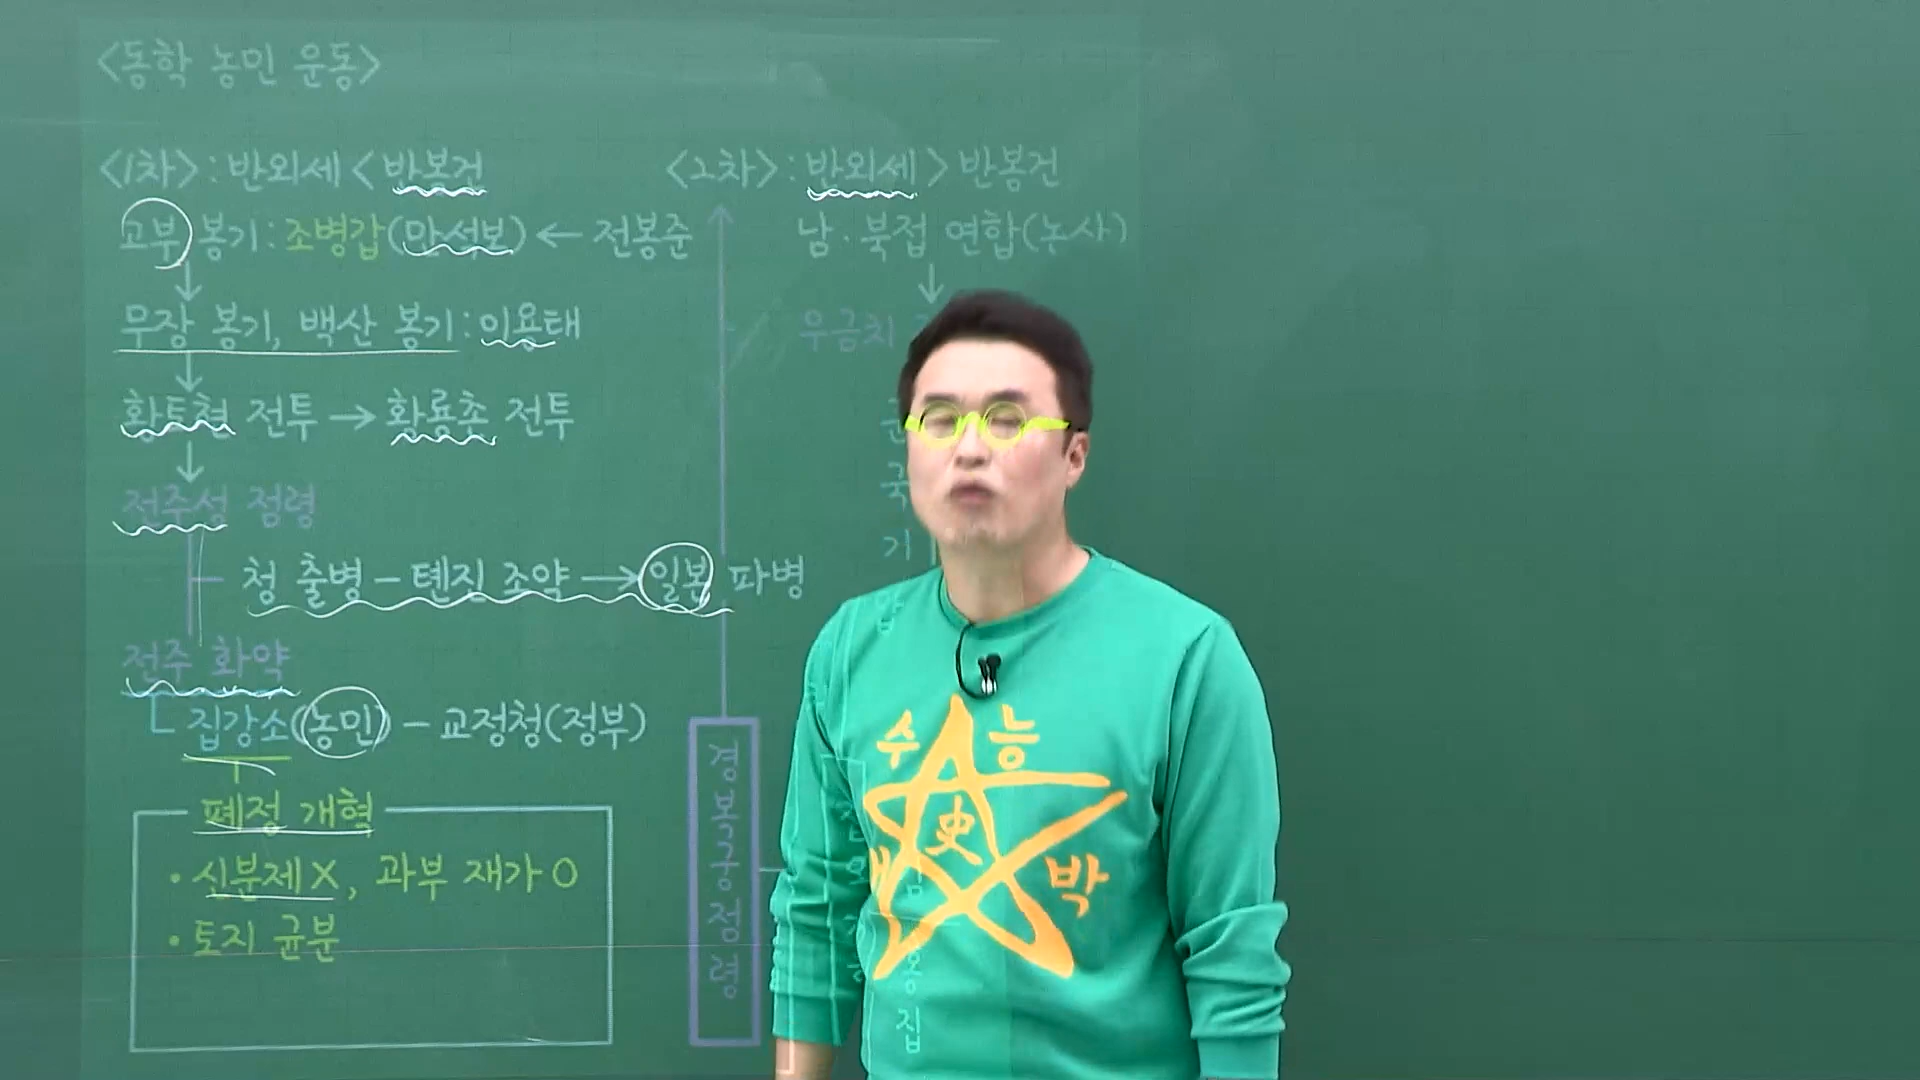 <동학 농민 운동>
<1차> : 반외세 < 반봉건
고부 봉기 : 조병갑(만석보) ← 전봉준
↓
무장 봉기, 백산 봉기 : 이용태
↓
황토현 전투 → 황룡촌 전투
↓
전주성 점령
청 출병 - 톈진 조약 → 일본 파병
전주 화약
집강소(농민) - 교정청(정부)
폐정 개혁
· 신분제 X, 과부 재가 O
· 토지 균분
<2차> : 반외세 > 반봉건
남·북접 연합(논산)
↓
우금치
국
기
경복궁 점령
홍집
수능
史
박